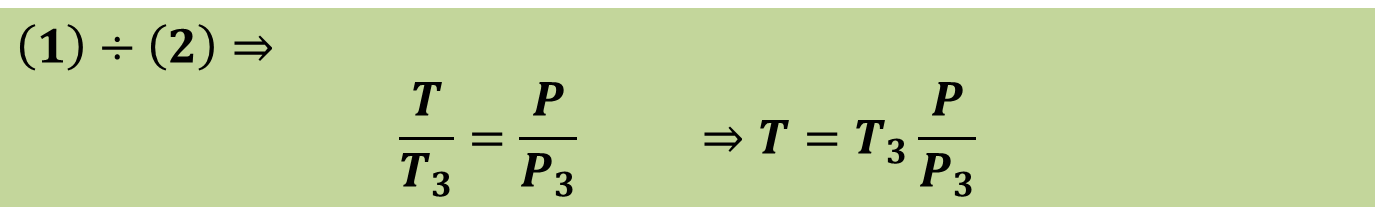 (1) ÷ (2) ⇒
T/T₃ = P/P₃ ⇒ T = T₃ P/P₃